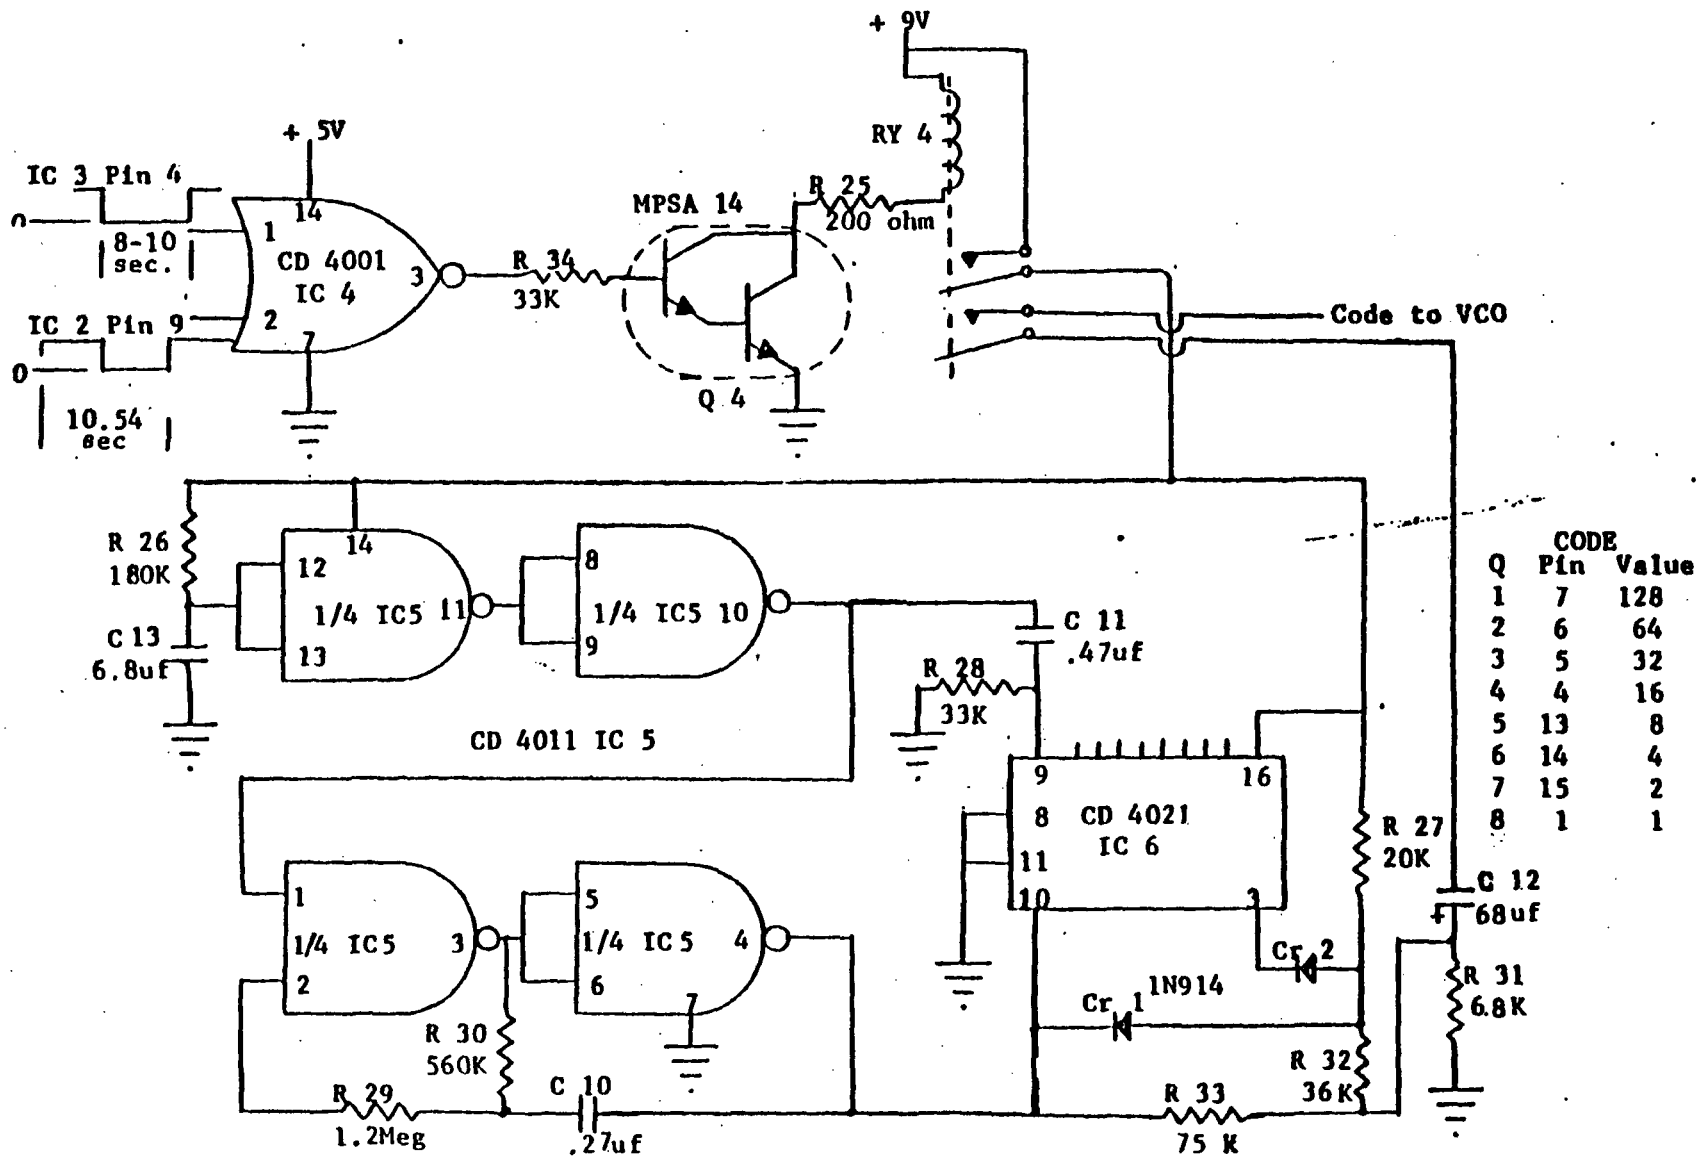 + 9V
+ 5V
RY 4
IC 3 Pin 4
8-10
sec.
14
1
CD 4001
IC 4
3
2
7
IC 2 Pin 9
0
10.54
sec
R 34
33K
MPSA 14
Q 4
R 25
200 ohm
Code to VCO
R 26
180K
C 13
6.8uf
14
12
1/4 IC5 11
13
8
1/4 IC5 10
9
C 11
.47uf
R 28
33K
CD 4011 IC 5
9
16
8
CD 4021
IC 6
11
10
3
CODE
Q Pin Value
1 7 128
2 6 64
3 5 32
4 4 16
5 13 8
6 14 4
7 15 2
8 1 1
R 27
20K
C 12
+
68uf
1
1/4 IC5 3
2
5
1/4 IC5 4
6
7
Cr 2
1N914
Cr 1
R 31
6.8K
R 30
560K
R 29
1.2Meg
C 10
.27uf
R 32
36K
R 33
75 K